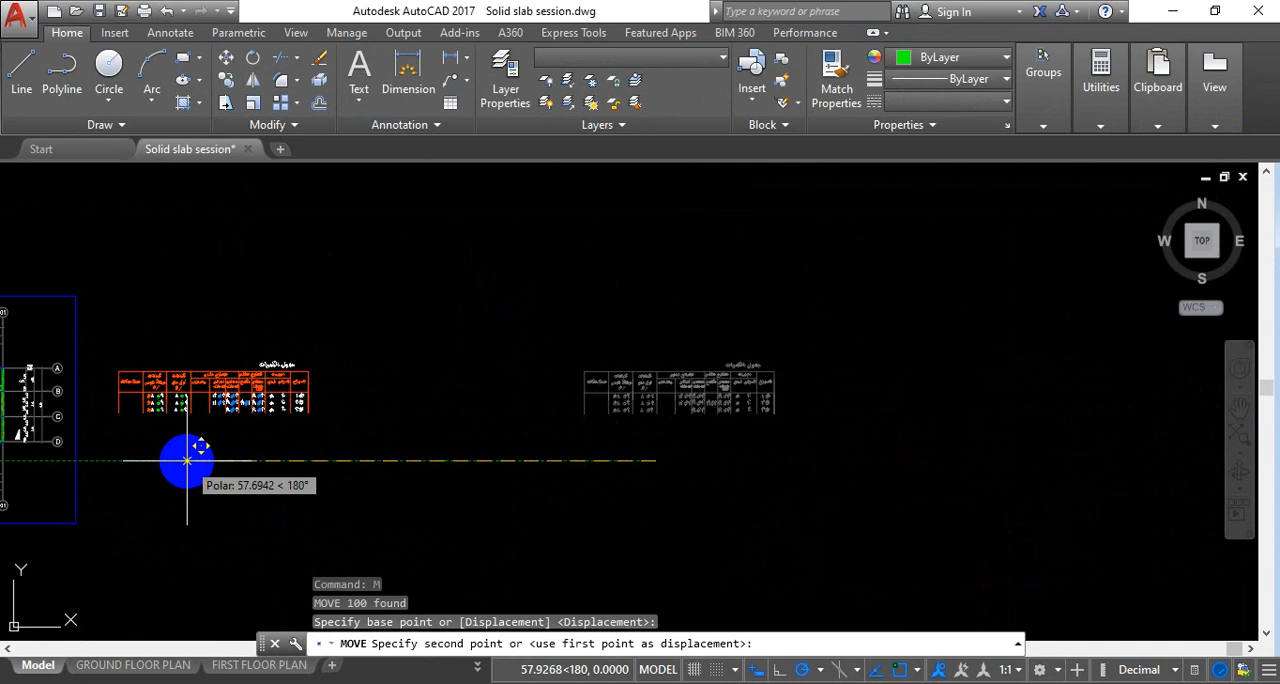 Autodesk AutoCAD 2017 Solid slab session.dwg
Type a keyword or phrase
Sign In
Home Insert Annotate Parametric View Manage Output Add-ins A360 Express Tools Featured Apps BIM 360 Performance
Line Polyline Circle Arc
Text Dimension
Layer Properties
Insert
Match Properties
ByLayer
ByLayer
Groups Utilities Clipboard View
Draw Modify Annotation Layers Block Properties
Start Solid slab session*
N
W TOP E
S
WCS
A
B
C
D
Polar: 57.6942 < 180°
Y
X
Command: M
MOVE 100 found
Specify base point or [Displacement] <Displacement>:
MOVE Specify second point or <use first point as displacement>:
Model GROUND FLOOR PLAN FIRST FLOOR PLAN
57.9268<180, 0.0000 MODEL 1:1 Decimal